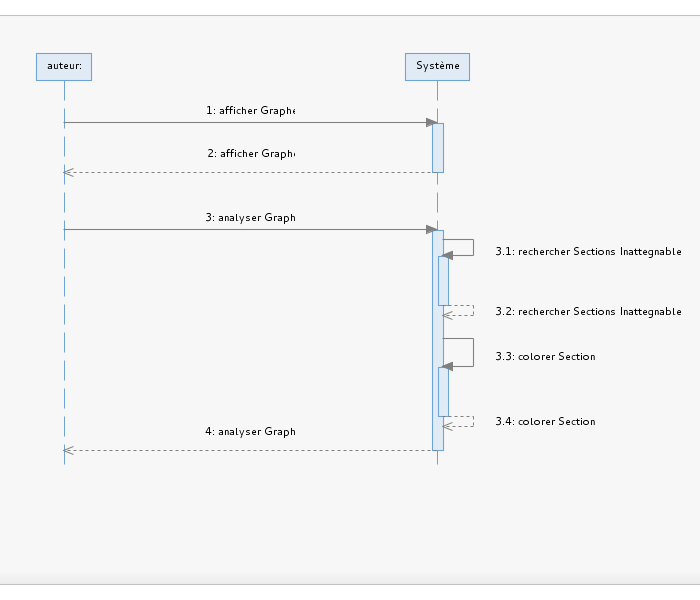 auteur:
Système
1: afficher Graphe
2: afficher Graphe
3: analyser Graph
3.1: rechercher Sections Inattegnable
3.2: rechercher Sections Inattegnable
3.3: colorer Section
3.4: colorer Section
4: analyser Graph